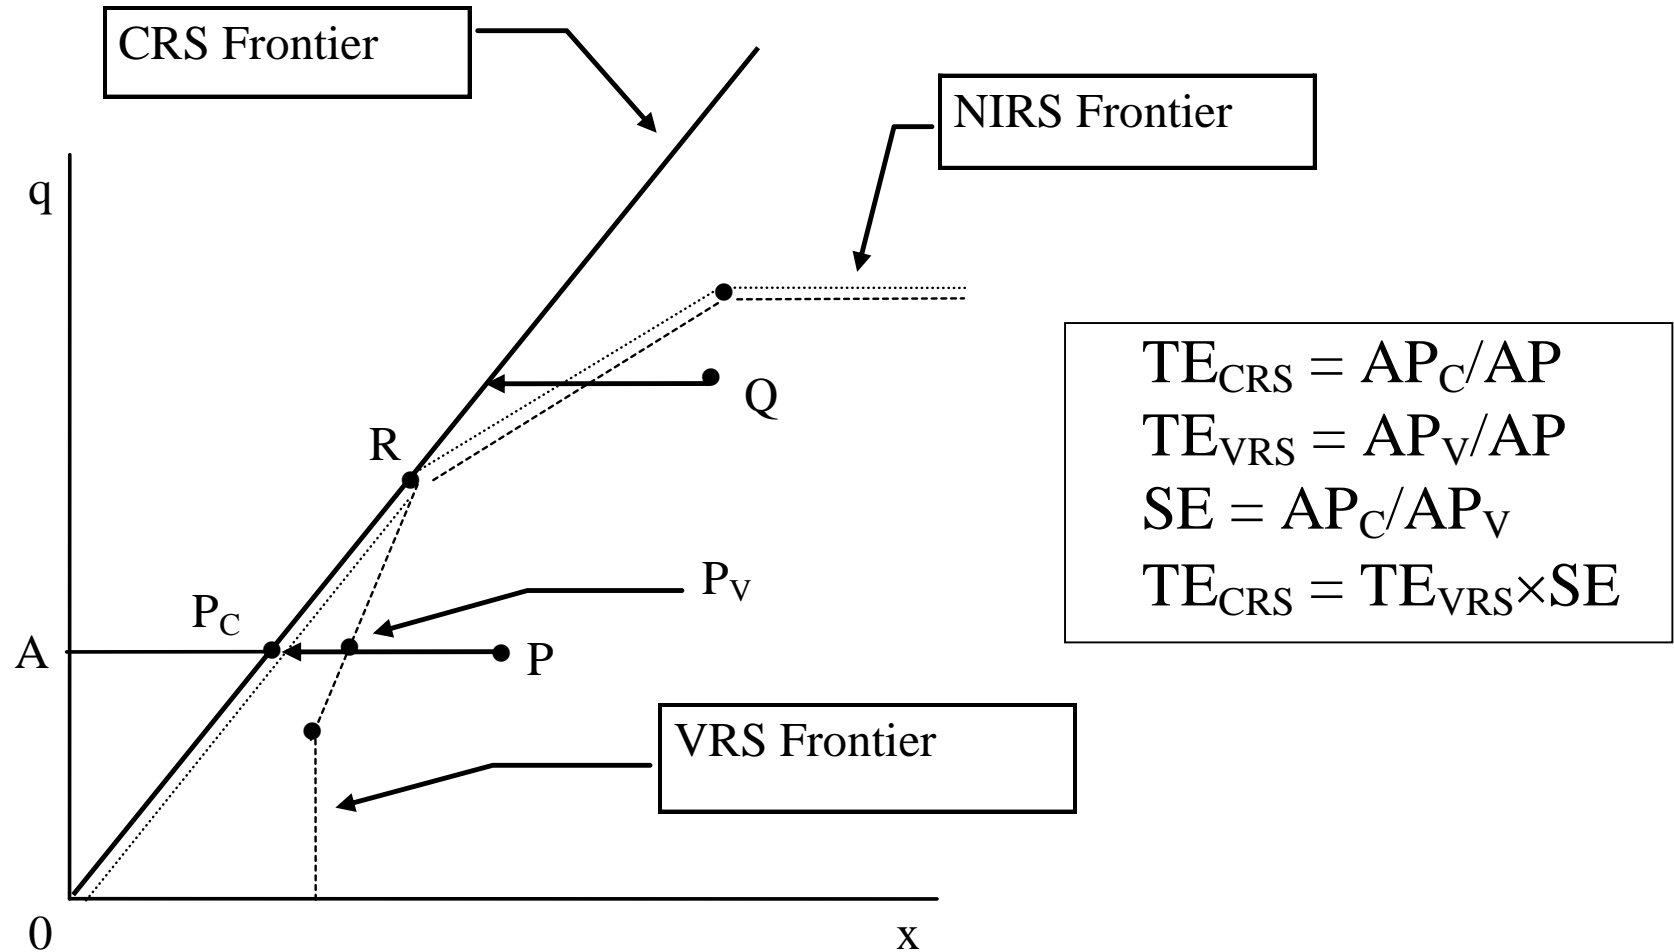 CRS Frontier
NIRS Frontier
q
TE_CRS = AP_C/AP
TE_VRS = AP_V/AP
SE = AP_C/AP_V
TE_CRS = TE_VRS×SE
Q
R
P_V
P_C
A
P
VRS Frontier
0
x